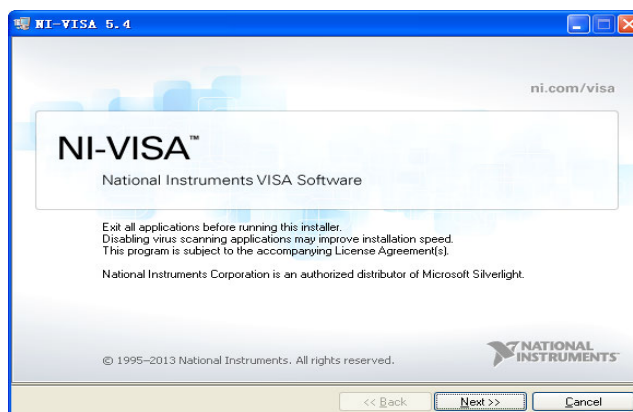 NI-VISA 5.4
ni.com/visa
NI-VISA™
National Instruments VISA Software
Exit all applications before running this installer.
Disabling virus scanning applications may improve installation speed.
This program is subject to the accompanying License Agreement(s).
National Instruments Corporation is an authorized distributor of Microsoft Silverlight.
© 1995–2013 National Instruments. All rights reserved.
NATIONAL
INSTRUMENTS™
<< Back
Next >>
Cancel